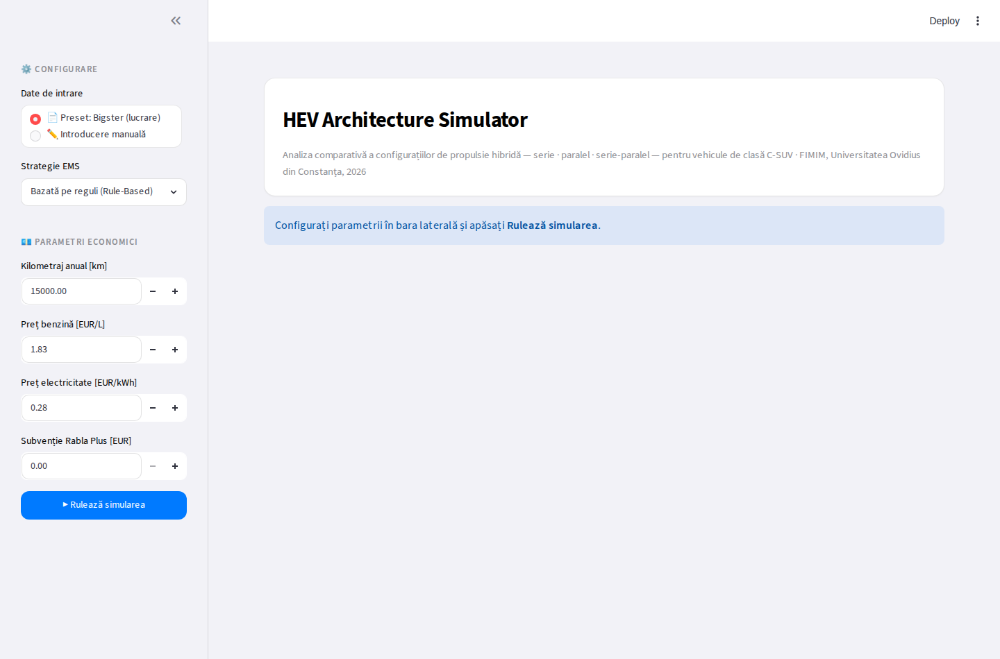 Deploy
⚙️ CONFIGURARE
Date de intrare
📄 Preset: Bigster (lucrare)
✏️ Introducere manuală
Strategie EMS
Bazată pe reguli (Rule-Based)
💶 PARAMETRI ECONOMICI
Kilometraj anual [km]
15000.00
Preț benzină [EUR/L]
1.83
Preț electricitate [EUR/kWh]
0.28
Subvenție Rabla Plus [EUR]
0.00
▶ Rulează simularea
HEV Architecture Simulator
Analiza comparativă a configurațiilor de propulsie hibridă — serie · paralel · serie-paralel — pentru vehicule de clasă C-SUV · FIMIM, Universitatea Ovidius
din Constanța, 2026
Configurați parametrii în bara laterală și apăsați Rulează simularea.